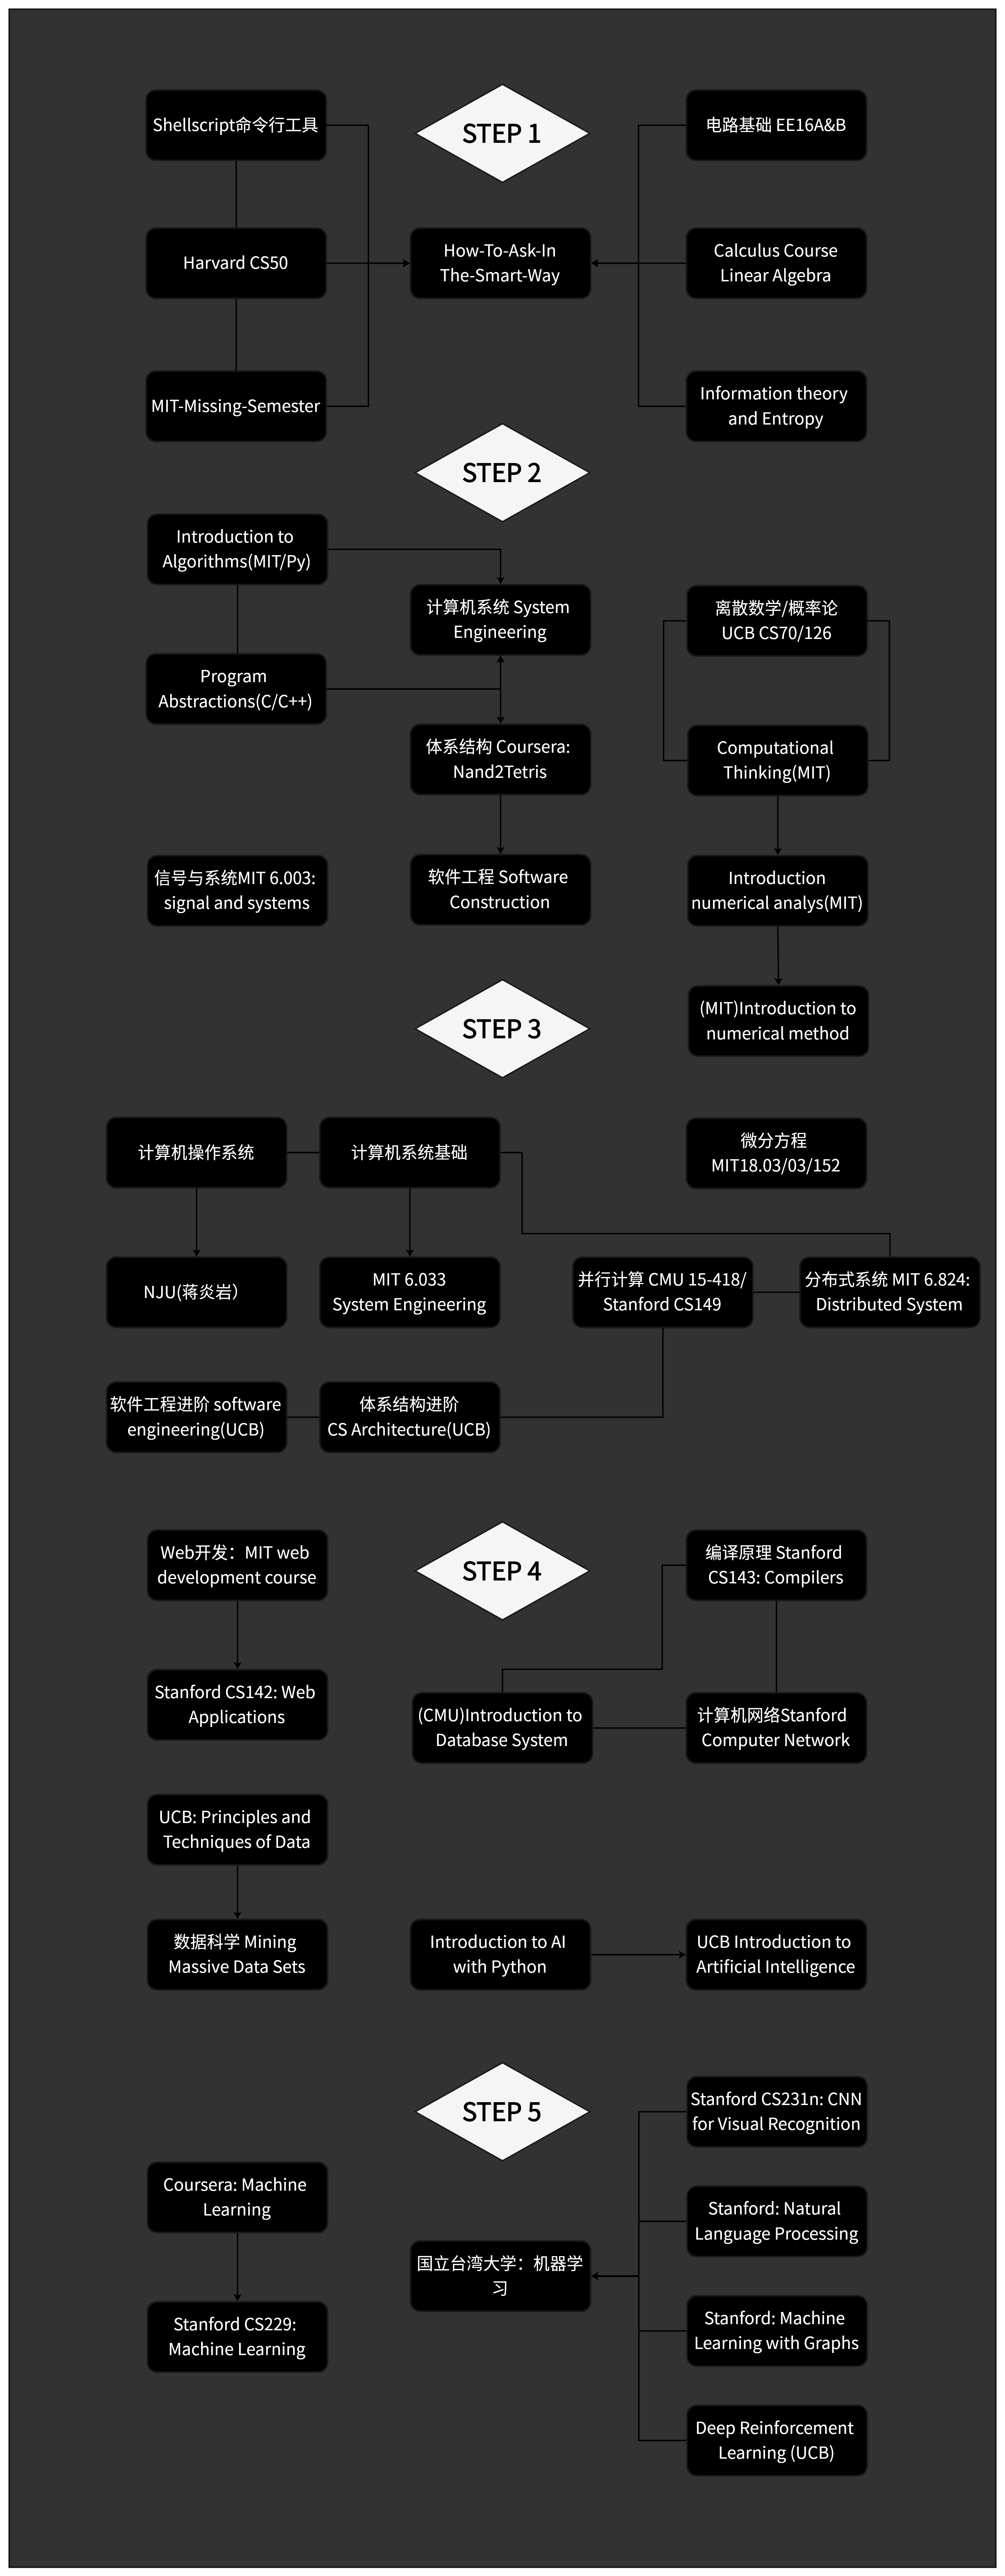 STEP 1
Shellscript命令行工具
电路基础 EE16A&B
Harvard CS50
How-To-Ask-In
The-Smart-Way
Calculus Course
Linear Algebra
MIT-Missing-Semester
Information theory
and Entropy
STEP 2
Introduction to
Algorithms(MIT/Py)
计算机系统 System
Engineering
离散数学/概率论
UCB CS70/126
Program
Abstractions(C/C++)
体系结构 Coursera:
Nand2Tetris
Computational
Thinking(MIT)
信号与系统MIT 6.003:
signal and systems
软件工程 Software
Construction
Introduction
numerical analys(MIT)
(MIT)Introduction to
numerical method
STEP 3
计算机操作系统
计算机系统基础
微分方程
MIT18.03/03/152
NJU(蒋炎岩）
MIT 6.033
System Engineering
并行计算 CMU 15-418/
Stanford CS149
分布式系统 MIT 6.824:
Distributed System
软件工程进阶 software
engineering(UCB)
体系结构进阶
CS Architecture(UCB)
STEP 4
Web开发：MIT web
development course
编译原理 Stanford
CS143: Compilers
Stanford CS142: Web
Applications
(CMU)Introduction to
Database System
计算机网络Stanford
Computer Network
UCB: Principles and
Techniques of Data
数据科学 Mining
Massive Data Sets
Introduction to AI
with Python
UCB Introduction to
Artificial Intelligence
STEP 5
Stanford CS231n: CNN
for Visual Recognition
Coursera: Machine
Learning
Stanford: Natural
Language Processing
国立台湾大学：机器学
习
Stanford CS229:
Machine Learning
Stanford: Machine
Learning with Graphs
Deep Reinforcement
Learning (UCB)